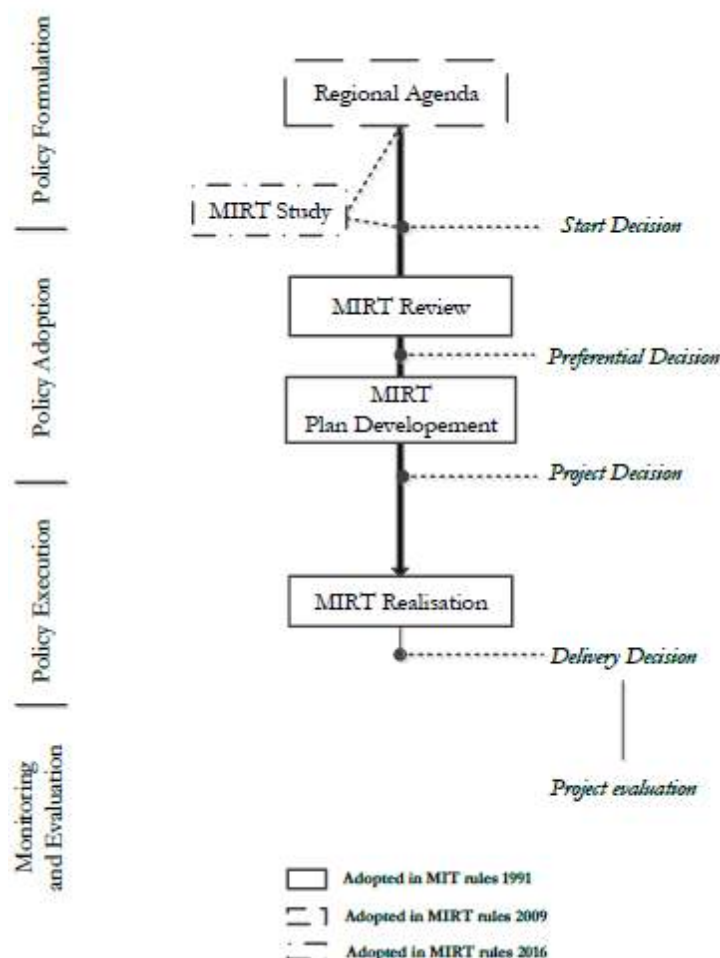 Policy Formulation
Regional Agenda
MIRT Study
Start Decision
Policy Adoption
MIRT Review
Preferential Decision
MIRT
Plan Developement
Project Decision
Policy Execution
MIRT Realisation
Delivery Decision
Monitoring
and Evaluation
Project evaluation
Adopted in MIT rules 1991
Adopted in MIRT rules 2009
Adopted in MIRT rules 2016